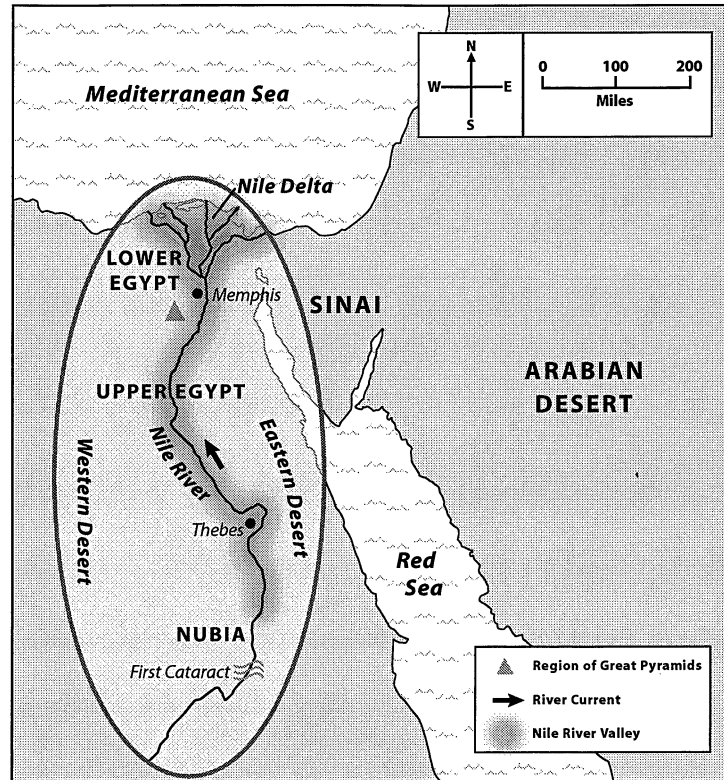 Mediterranean Sea
N
W E
S
0 100 200
Miles
Nile Delta
LOWER
EGYPT
Memphis
SINAI
ARABIAN
DESERT
UPPER EGYPT
Nile River
Western Desert
Eastern Desert
Thebes
Red
Sea
NUBIA
First Cataract
Region of Great Pyramids
River Current
Nile River Valley